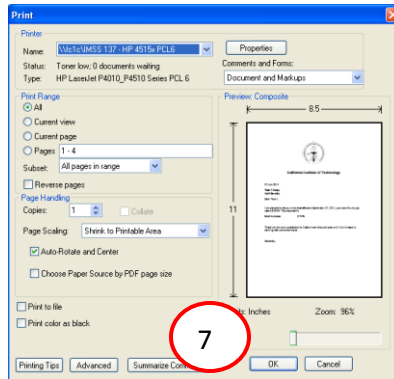 Print
Printer
Name: \\lc1c\IMSS 137 - HP 4515x PCL6
Properties
Status: Toner low; 0 documents waiting
Type: HP LaserJet P4010_P4510 Series PCL 6
Comments and Forms:
Document and Markups
Print Range
All
Current view
Current page
Pages 1 - 4
Subset: All pages in range
Reverse pages
Page Handling
Copies: 1
Collate
Page Scaling: Shrink to Printable Area
Auto-Rotate and Center
Choose Paper Source by PDF page size
Print to file
Print color as black
Preview: Composite
8.5
11
California Institute of Technology
Inches
Zoom: 96%
7
Printing Tips
Advanced
Summarize
OK
Cancel